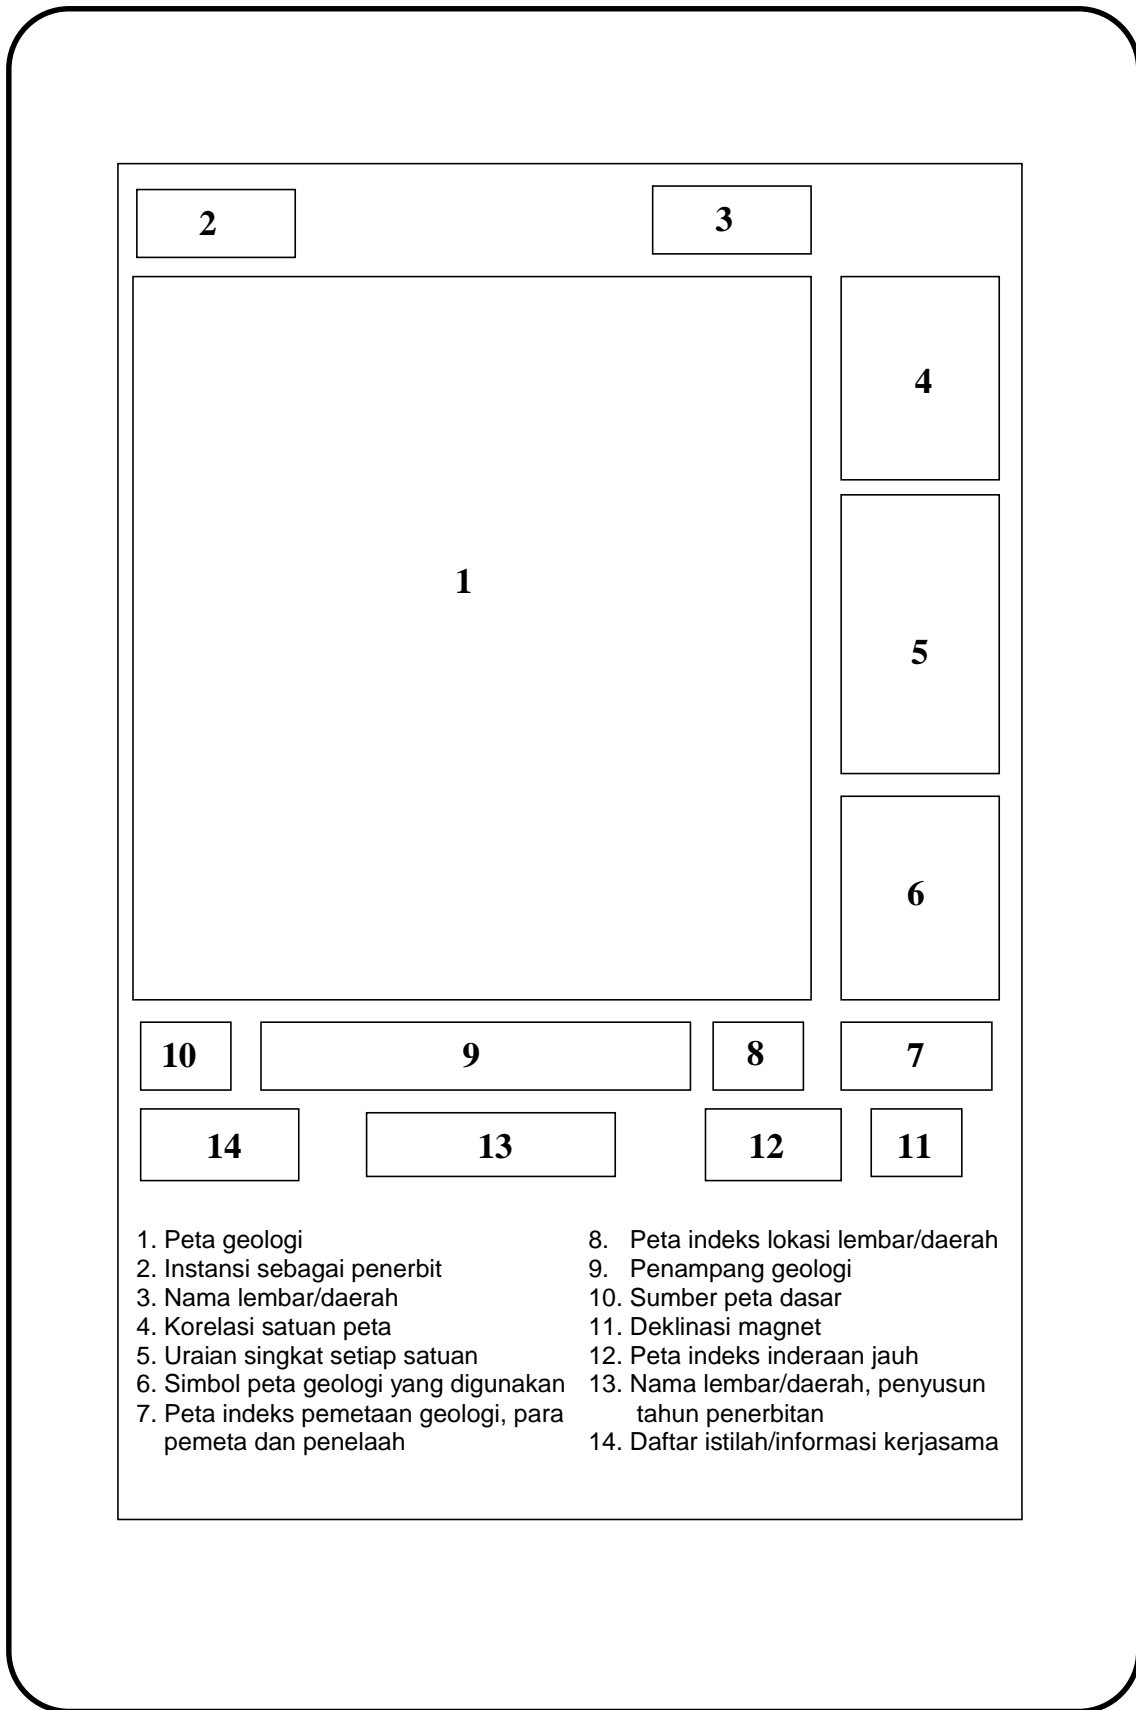 2
3
4
1
5
6
10
9
8
7
14
13
12
11
1. Peta geologi
2. Instansi sebagai penerbit
3. Nama lembar/daerah
4. Korelasi satuan peta
5. Uraian singkat setiap satuan
6. Simbol peta geologi yang digunakan
7. Peta indeks pemetaan geologi, para
pemeta dan penelaah
8. Peta indeks lokasi lembar/daerah
9. Penampang geologi
10. Sumber peta dasar
11. Deklinasi magnet
12. Peta indeks inderaan jauh
13. Nama lembar/daerah, penyusun
tahun penerbitan
14. Daftar istilah/informasi kerjasama